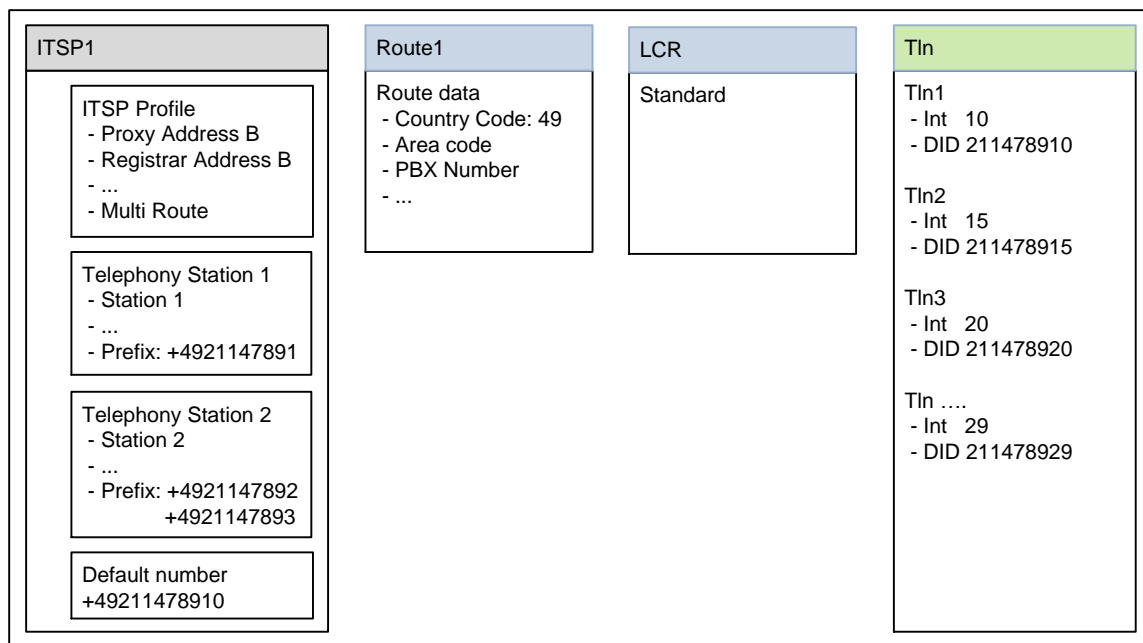 ITSP1
ITSP Profile
- Proxy Address B
- Registrar Address B
- ...
- Multi Route
Telephony Station 1
- Station 1
- ...
- Prefix: +4921147891
Telephony Station 2
- Station 2
- ...
- Prefix: +4921147892
+4921147893
Default number
+49211478910
Route1
Route data
- Country Code: 49
- Area code
- PBX Number
- ...
LCR
Standard
Tln
Tln1
- Int 10
- DID 211478910
Tln2
- Int 15
- DID 211478915
Tln3
- Int 20
- DID 211478920
Tln ....
- Int 29
- DID 211478929